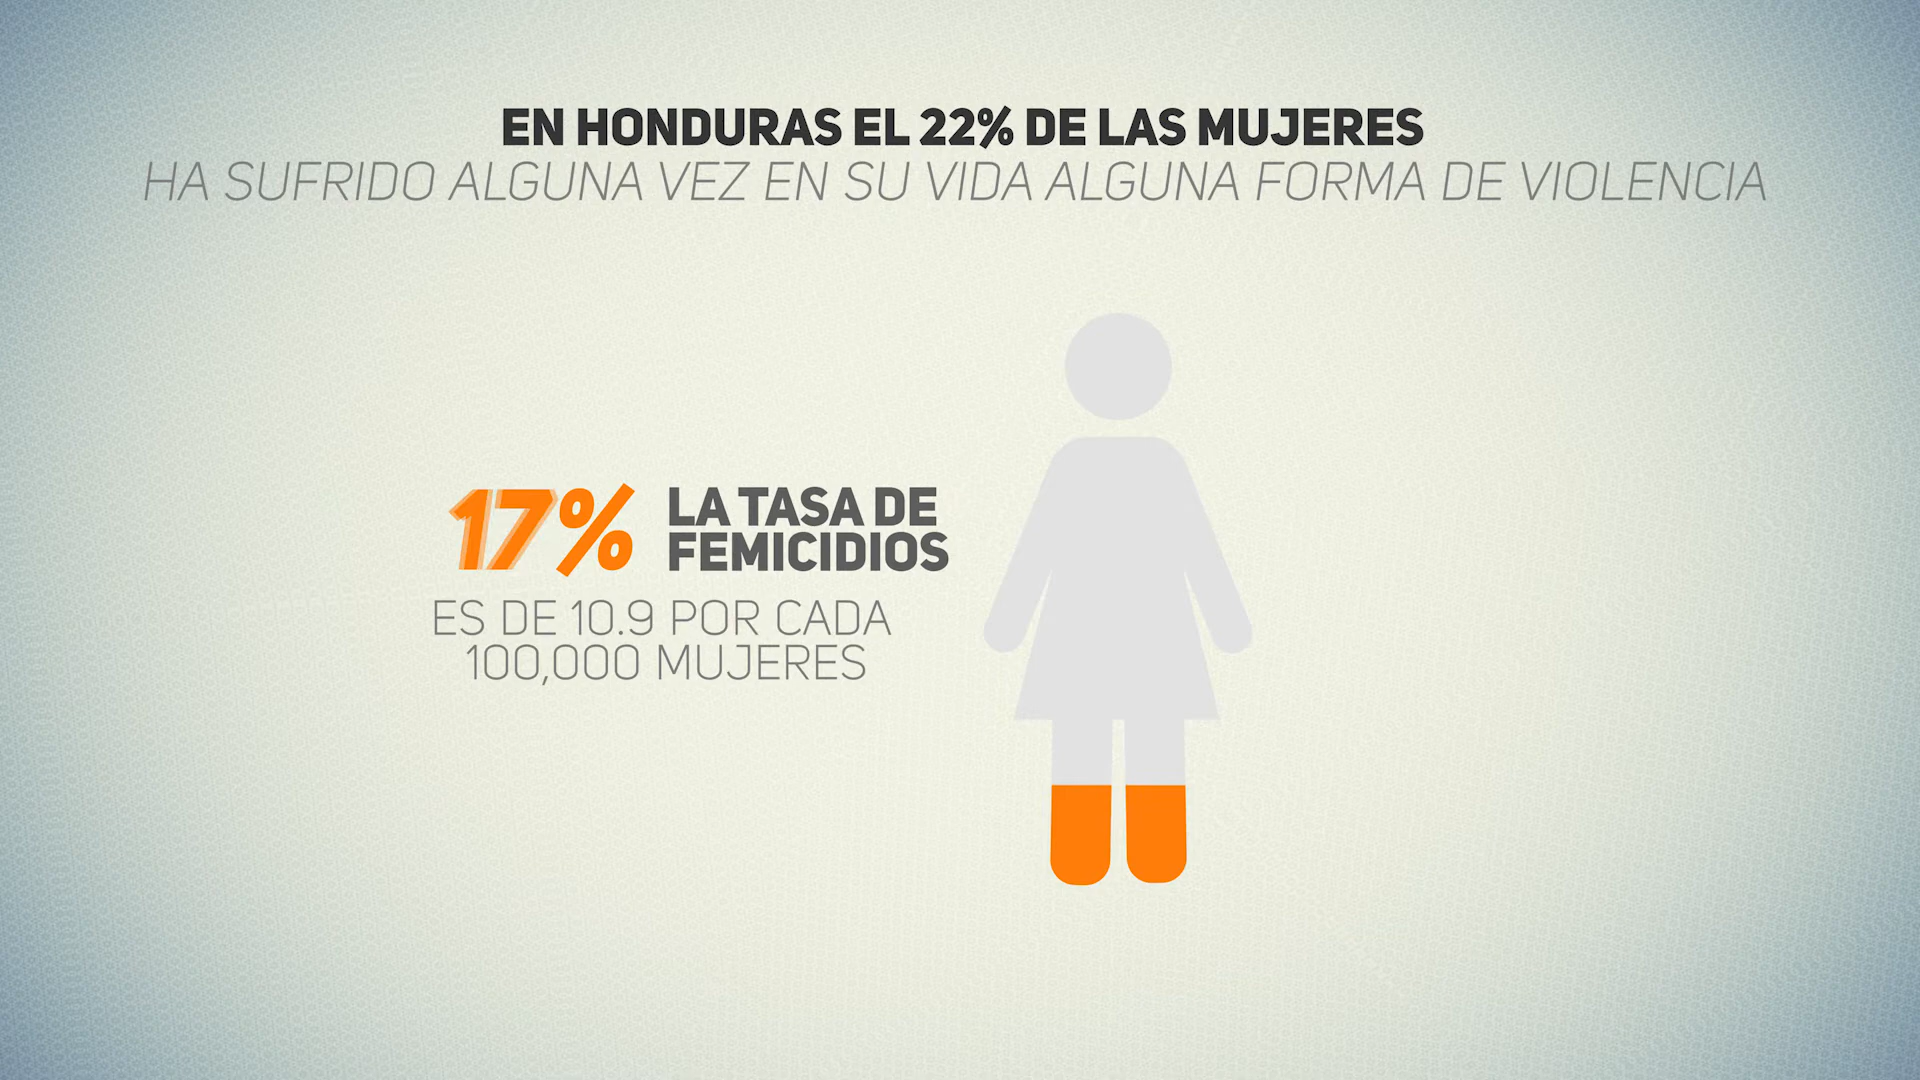 EN HONDURAS EL 22% DE LAS MUJERES
HA SUFRIDO ALGUNA VEZ EN SU VIDA ALGUNA FORMA DE VIOLENCIA
17% LA TASA DE
FEMICIDIOS
ES DE 10.9 POR CADA
100,000 MUJERES